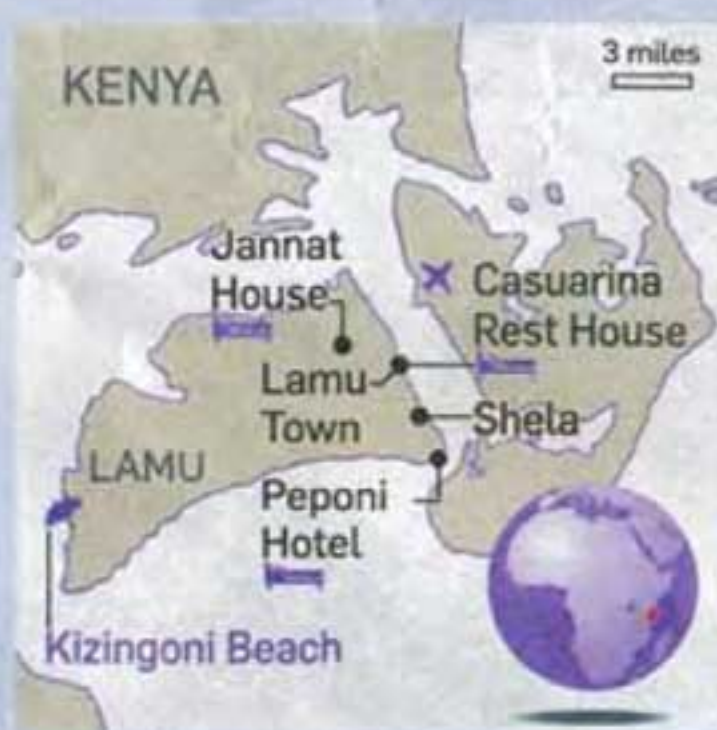 3 miles
KENYA
Jannat
House
Casuarina
Rest House
Lamu
Town
Shela
LAMU
Peponi
Hotel
Kizingoni Beach